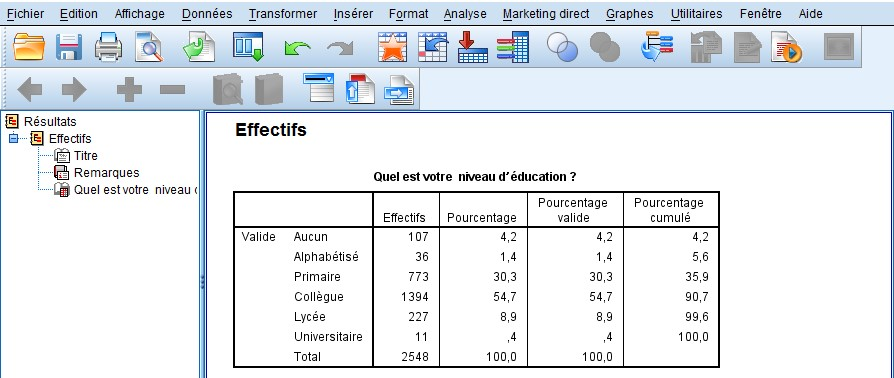 Fichier Edition Affichage Données Transformer Insérer Format Analyse Marketing direct Graphes Utilitaires Fenêtre Aide
Résultats
Effectifs
Titre
Remarques
Quel est votre niveau
Effectifs
Quel est votre niveau d'éducation ?
Effectifs Pourcentage Pourcentage valide Pourcentage cumulé
Valide Aucun 107 4,2 4,2 4,2
Alphabétisé 36 1,4 1,4 5,6
Primaire 773 30,3 30,3 35,9
Collègue 1394 54,7 54,7 90,7
Lycée 227 8,9 8,9 99,6
Universitaire 11 ,4 ,4 100,0
Total 2548 100,0 100,0